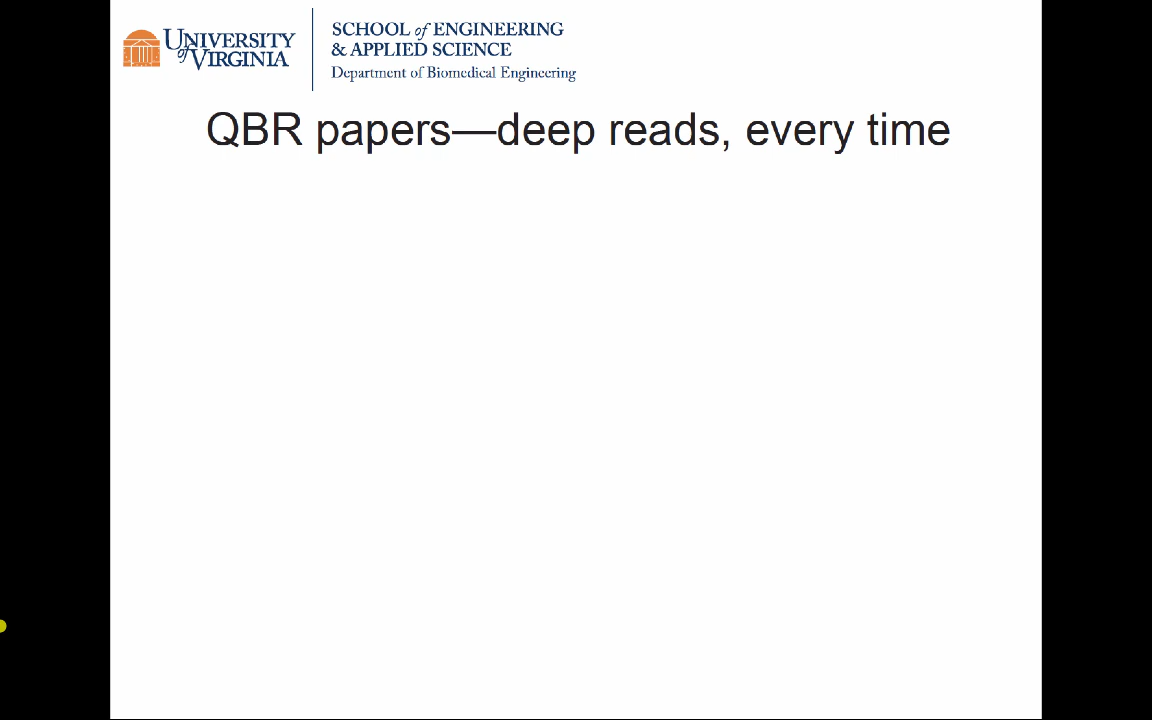 UNIVERSITY
of VIRGINIA
SCHOOL of ENGINEERING
& APPLIED SCIENCE
Department of Biomedical Engineering
QBR papers—deep reads, every time